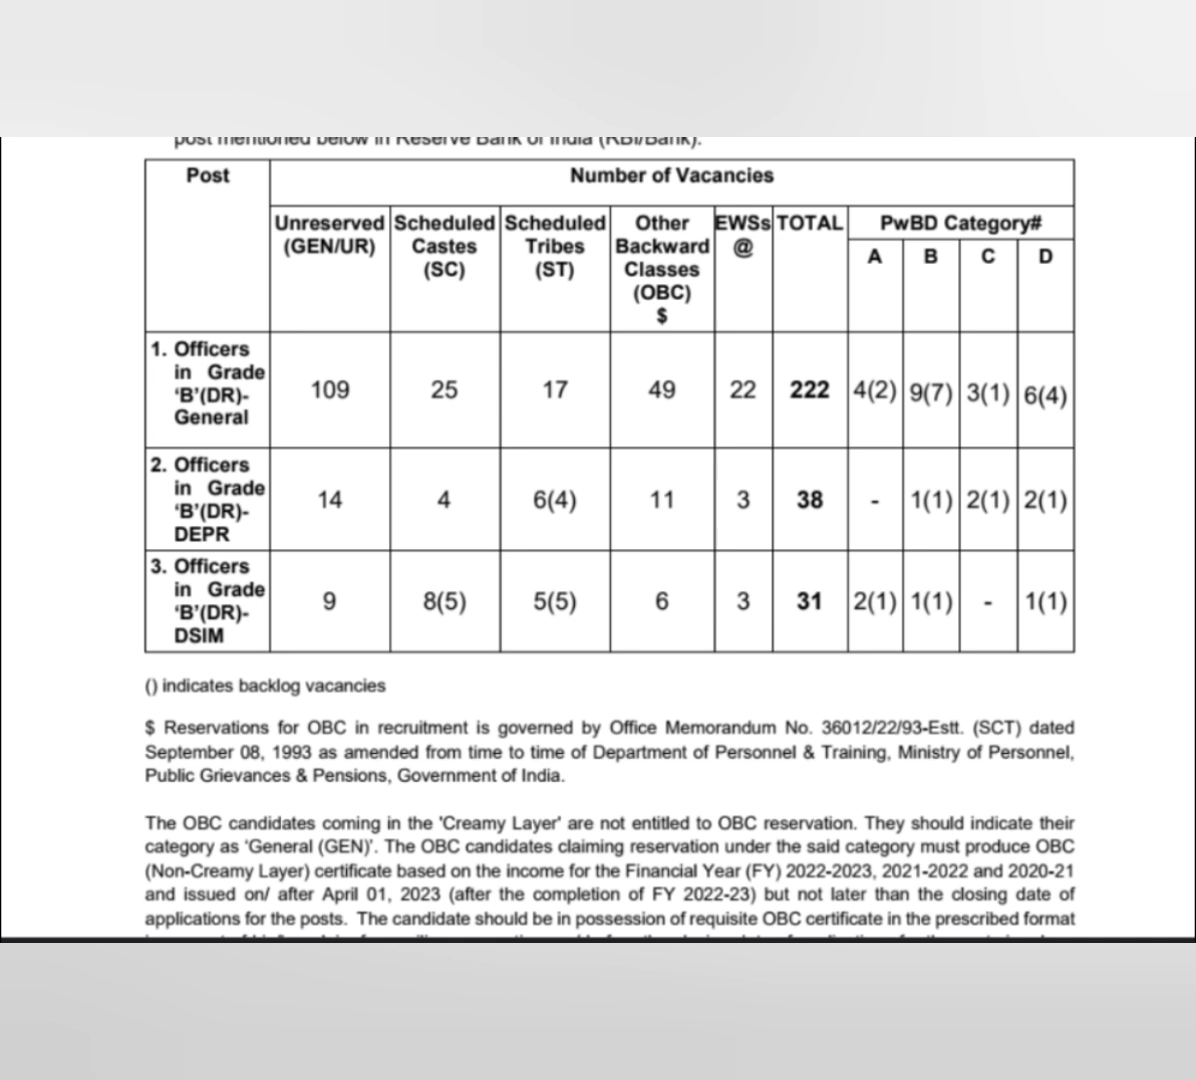 post mentioned below in Reserve Bank of India (RBI/Bank).
Post
Number of Vacancies
Unreserved (GEN/UR)
Scheduled Castes (SC)
Scheduled Tribes (ST)
Other Backward Classes (OBC) $
EWSs @
TOTAL
PwBD Category#
A B C D
1. Officers in Grade ‘B’(DR)- General
109 25 17 49 22 222 4(2) 9(7) 3(1) 6(4)
2. Officers in Grade ‘B’(DR)- DEPR
14 4 6(4) 11 3 38 - 1(1) 2(1) 2(1)
3. Officers in Grade ‘B’(DR)- DSIM
9 8(5) 5(5) 6 3 31 2(1) 1(1) - 1(1)
() indicates backlog vacancies
$ Reservations for OBC in recruitment is governed by Office Memorandum No. 36012/22/93-Estt. (SCT) dated
September 08, 1993 as amended from time to time of Department of Personnel & Training, Ministry of Personnel,
Public Grievances & Pensions, Government of India.
The OBC candidates coming in the 'Creamy Layer' are not entitled to OBC reservation. They should indicate their
category as ‘General (GEN)’. The OBC candidates claiming reservation under the said category must produce OBC
(Non-Creamy Layer) certificate based on the income for the Financial Year (FY) 2022-2023, 2021-2022 and 2020-21
and issued on/ after April 01, 2023 (after the completion of FY 2022-23) but not later than the closing date of
applications for the posts. The candidate should be in possession of requisite OBC certificate in the prescribed format